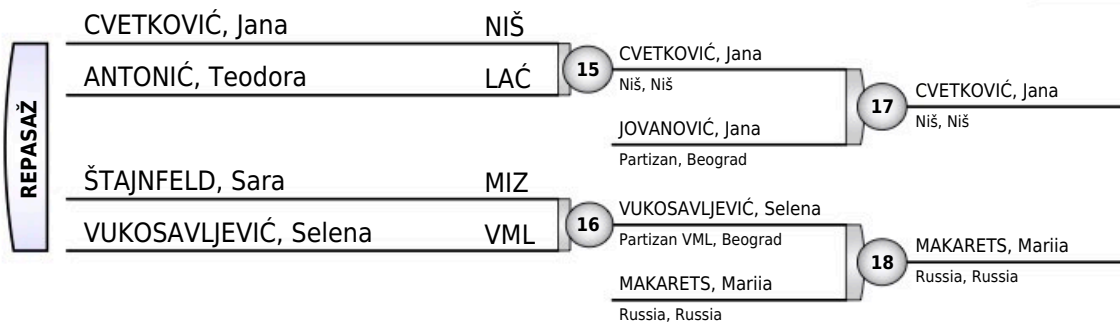 REPASAŽ
CVETKOVIĆ, Jana NIŠ
ANTONIĆ, Teodora LAĆ
ŠTAJNFELD, Sara MIZ
VUKOSAVLJEVIĆ, Selena VML
15
16
CVETKOVIĆ, Jana
Niš, Niš
JOVANOVIĆ, Jana
Partizan, Beograd
VUKOSAVLJEVIĆ, Selena
Partizan VML, Beograd
MAKARETS, Mariia
Russia, Russia
17
18
CVETKOVIĆ, Jana
Niš, Niš
MAKARETS, Mariia
Russia, Russia